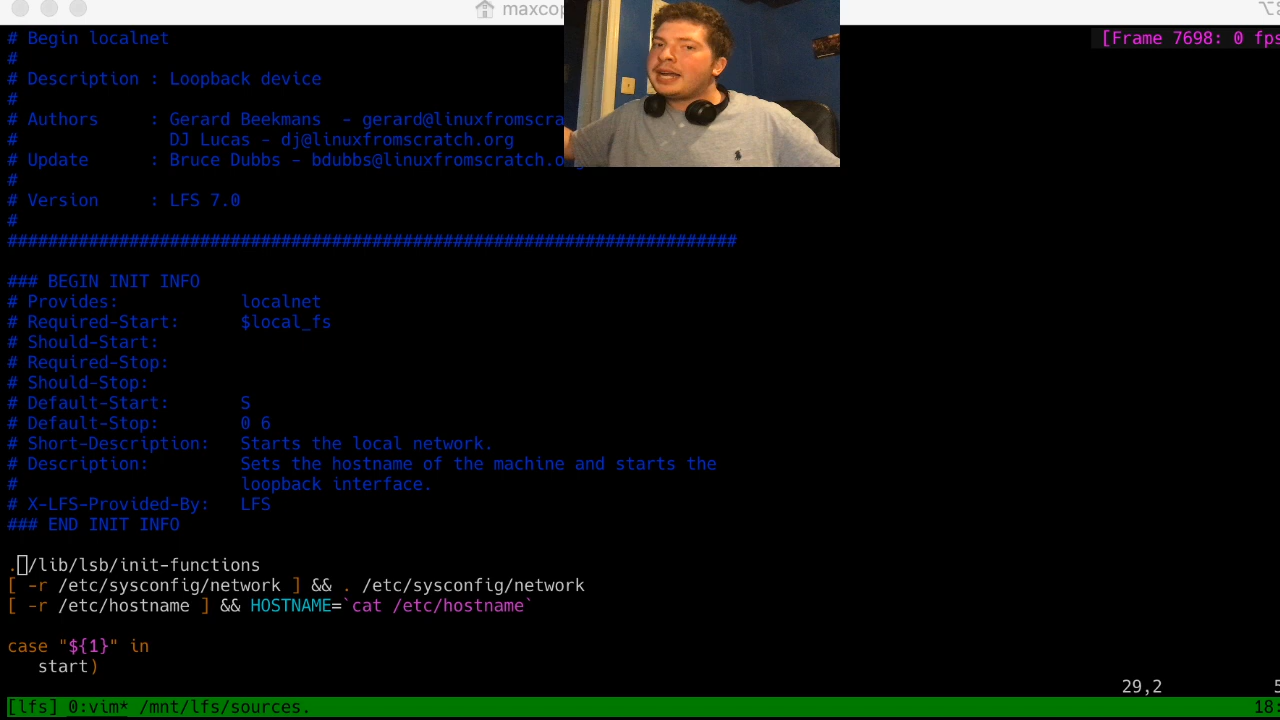 maxcop
# Begin localnet
[Frame 7698: 0 fps
#
# Description : Loopback device
#
# Authors     : Gerard Beekmans  - gerard@linuxfromscra
#               DJ Lucas - dj@linuxfromscratch.org
# Update      : Bruce Dubbs - bdubbs@linuxfromscratch.org
#
# Version     : LFS 7.0
#
########################################################################
### BEGIN INIT INFO
# Provides:            localnet
# Required-Start:      $local_fs
# Should-Start:
# Required-Stop:
# Should-Stop:
# Default-Start:       S
# Default-Stop:        0 6
# Short-Description:   Starts the local network.
# Description:         Sets the hostname of the machine and starts the
#                      loopback interface.
# X-LFS-Provided-By:   LFS
### END INIT INFO
. /lib/lsb/init-functions
[ -r /etc/sysconfig/network ] && . /etc/sysconfig/network
[ -r /etc/hostname ] && HOSTNAME=`cat /etc/hostname`
case "${1}" in
   start)
29,2 5
[lfs] 0:vim* /mnt/lfs/sources. 18: